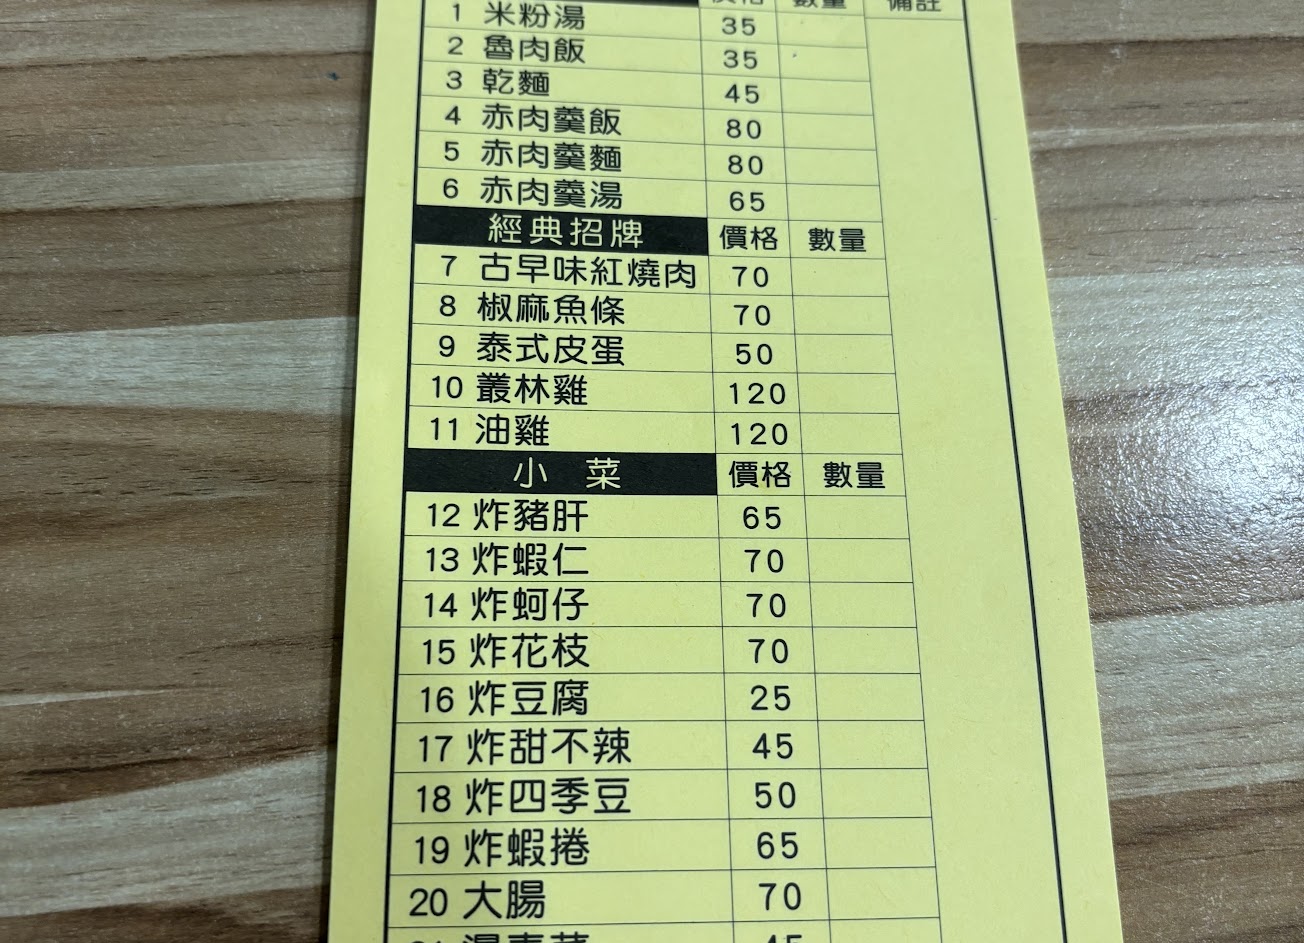 價格 數量 備註
1 米粉湯 35
2 魯肉飯 35
3 乾麵 45
4 赤肉羹飯 80
5 赤肉羹麵 80
6 赤肉羹湯 65
經典招牌 價格 數量
7 古早味紅燒肉 70
8 椒麻魚條 70
9 泰式皮蛋 50
10 叢林雞 120
11 油雞 120
小菜 價格 數量
12 炸豬肝 65
13 炸蝦仁 70
14 炸蚵仔 70
15 炸花枝 70
16 炸豆腐 25
17 炸甜不辣 45
18 炸四季豆 50
19 炸蝦捲 65
20 大腸 70